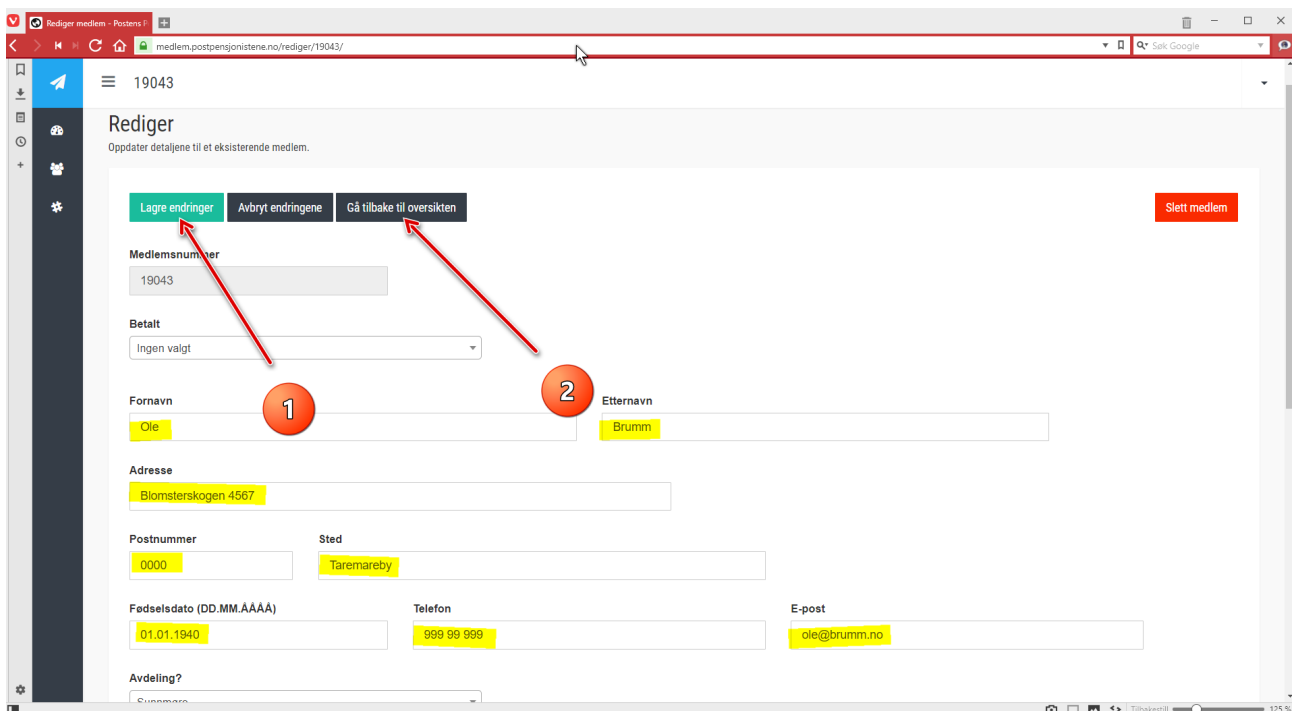 Rediger medlem - Postens P
medlem.postpensjonistene.no/rediger/19043/
Søk Google
19043
Rediger
Oppdater detaljene til et eksisterende medlem.
Lagre endringer Avbryt endringene Gå tilbake til oversikten Slett medlem
Medlemsnummer
19043
Betalt
Ingen valgt
1
2
Fornavn Etternavn
Ole Brumm
Adresse
Blomsterskogen 4567
Postnummer Sted
0000 Taremareby
Fødselsdato (DD.MM.ÅÅÅÅ) Telefon E-post
01.01.1940 999 99 999 ole@brumm.no
Avdeling?
Sunnmøre
Tilbakestill 125 %